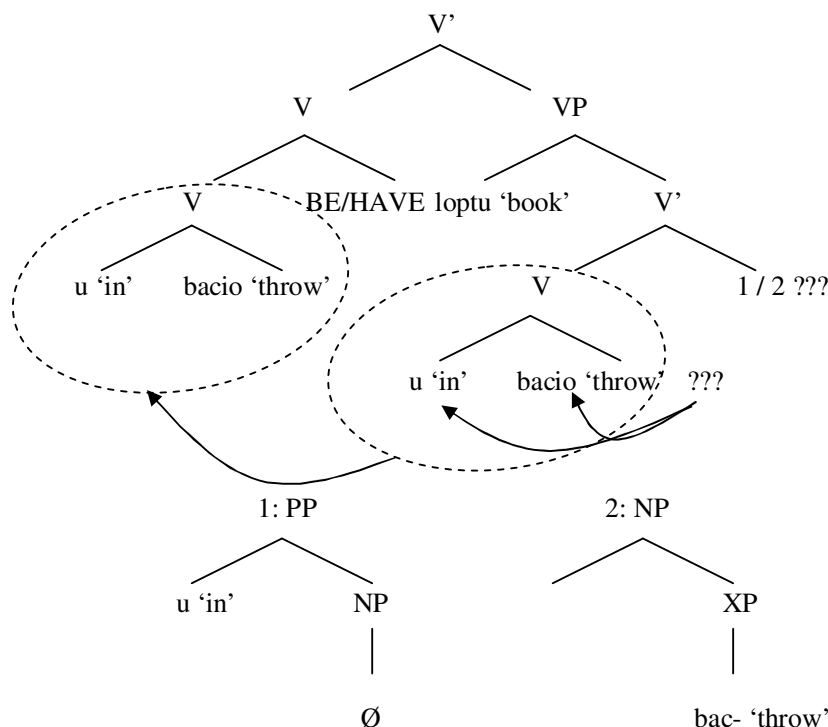 V’
V VP
V BE/HAVE loptu ‘book’ V’
u ‘in’ bacio ‘throw’ V 1 / 2 ???
u ‘in’ bacio ‘throw’ ???
1: PP 2: NP
u ‘in’ NP XP
Ø bac- ‘throw’